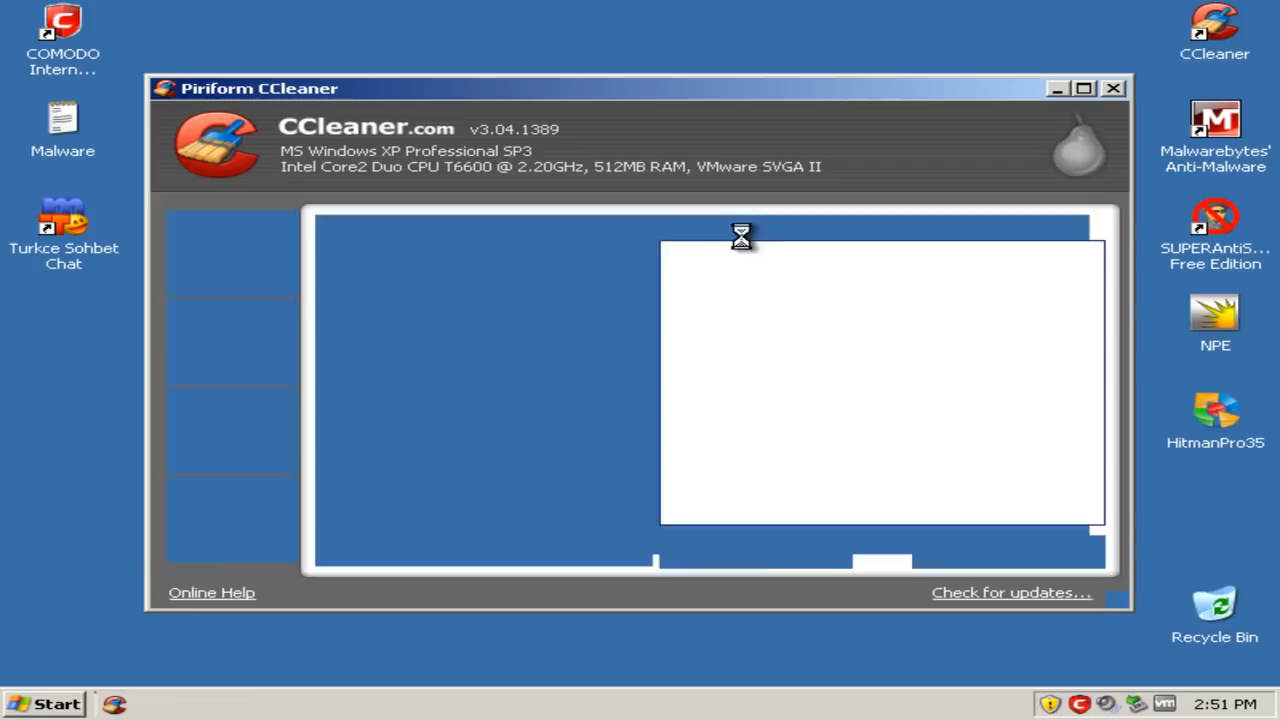 COMODO
Intern...
Malware
Turkce Sohbet
Chat
Piriform CCleaner
CCleaner.com v3.04.1389
MS Windows XP Professional SP3
Intel Core2 Duo CPU T6600 @ 2.20GHz, 512MB RAM, VMware SVGA II
Online Help
Check for updates...
CCleaner
Malwarebytes'
Anti-Malware
SUPERAntiS...
Free Edition
NPE
HitmanPro35
Recycle Bin
Start
vm
2:51 PM